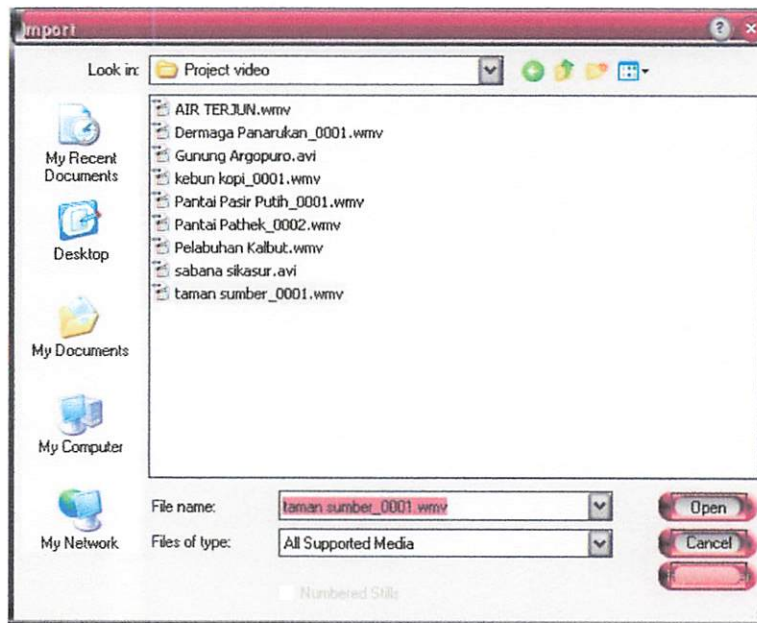 Import
Look in: Project video
AIR TERJUN.wmv
Dermaga Panarukan_0001.wmv
Gunung Argopuro.avi
kebun kopi_0001.wmv
Pantai Pasir Putih_0001.wmv
Pantai Pathek_0002.wmv
Pelabuhan Kalbut.wmv
sabana sikasur.avi
taman sumber_0001.wmv
My Recent
Documents
Desktop
My Documents
My Computer
My Network
File name: taman sumber_0001.wmv Open
Files of type: All Supported Media Cancel
Numbered Stills